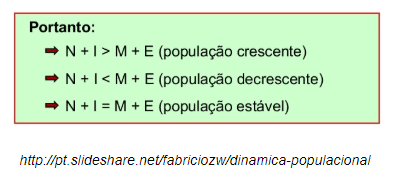 Portanto:
➡ N + I > M + E (população crescente)
➡ N + I < M + E (população decrescente)
➡ N + I = M + E (população estável)
http://pt.slideshare.net/fabriciozw/dinamica-populacional